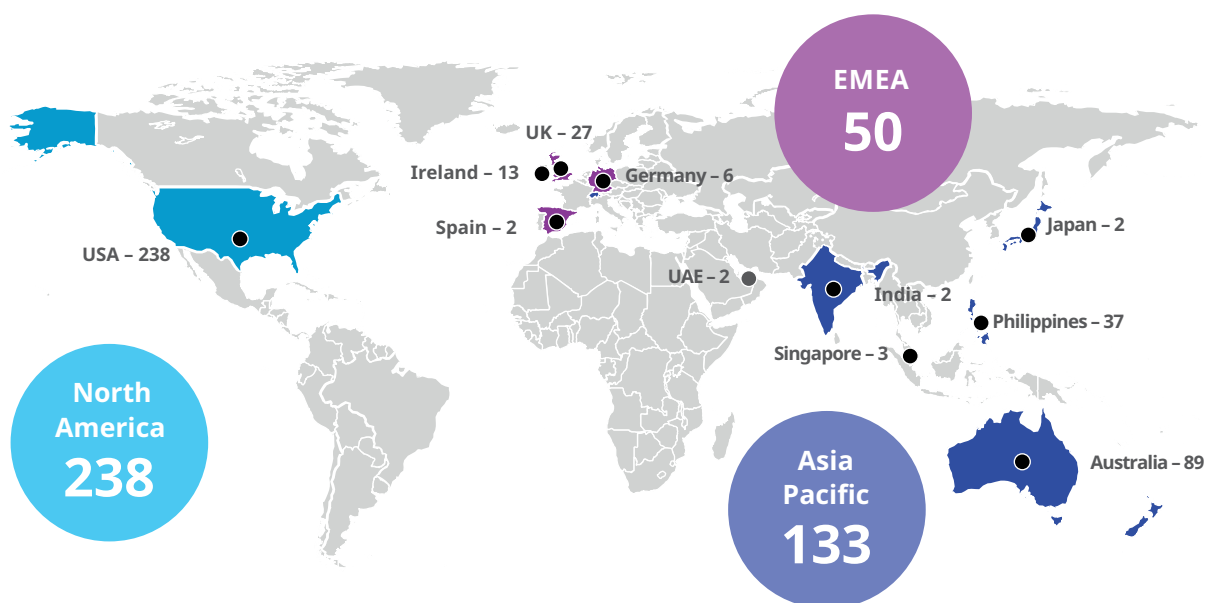 EMEA
50
UK – 27
Ireland – 13
Germany – 6
Spain – 2
Japan – 2
USA – 238
UAE – 2
India – 2
Philippines – 37
Singapore – 3
North
America
238
Asia
Pacific
133
Australia – 89